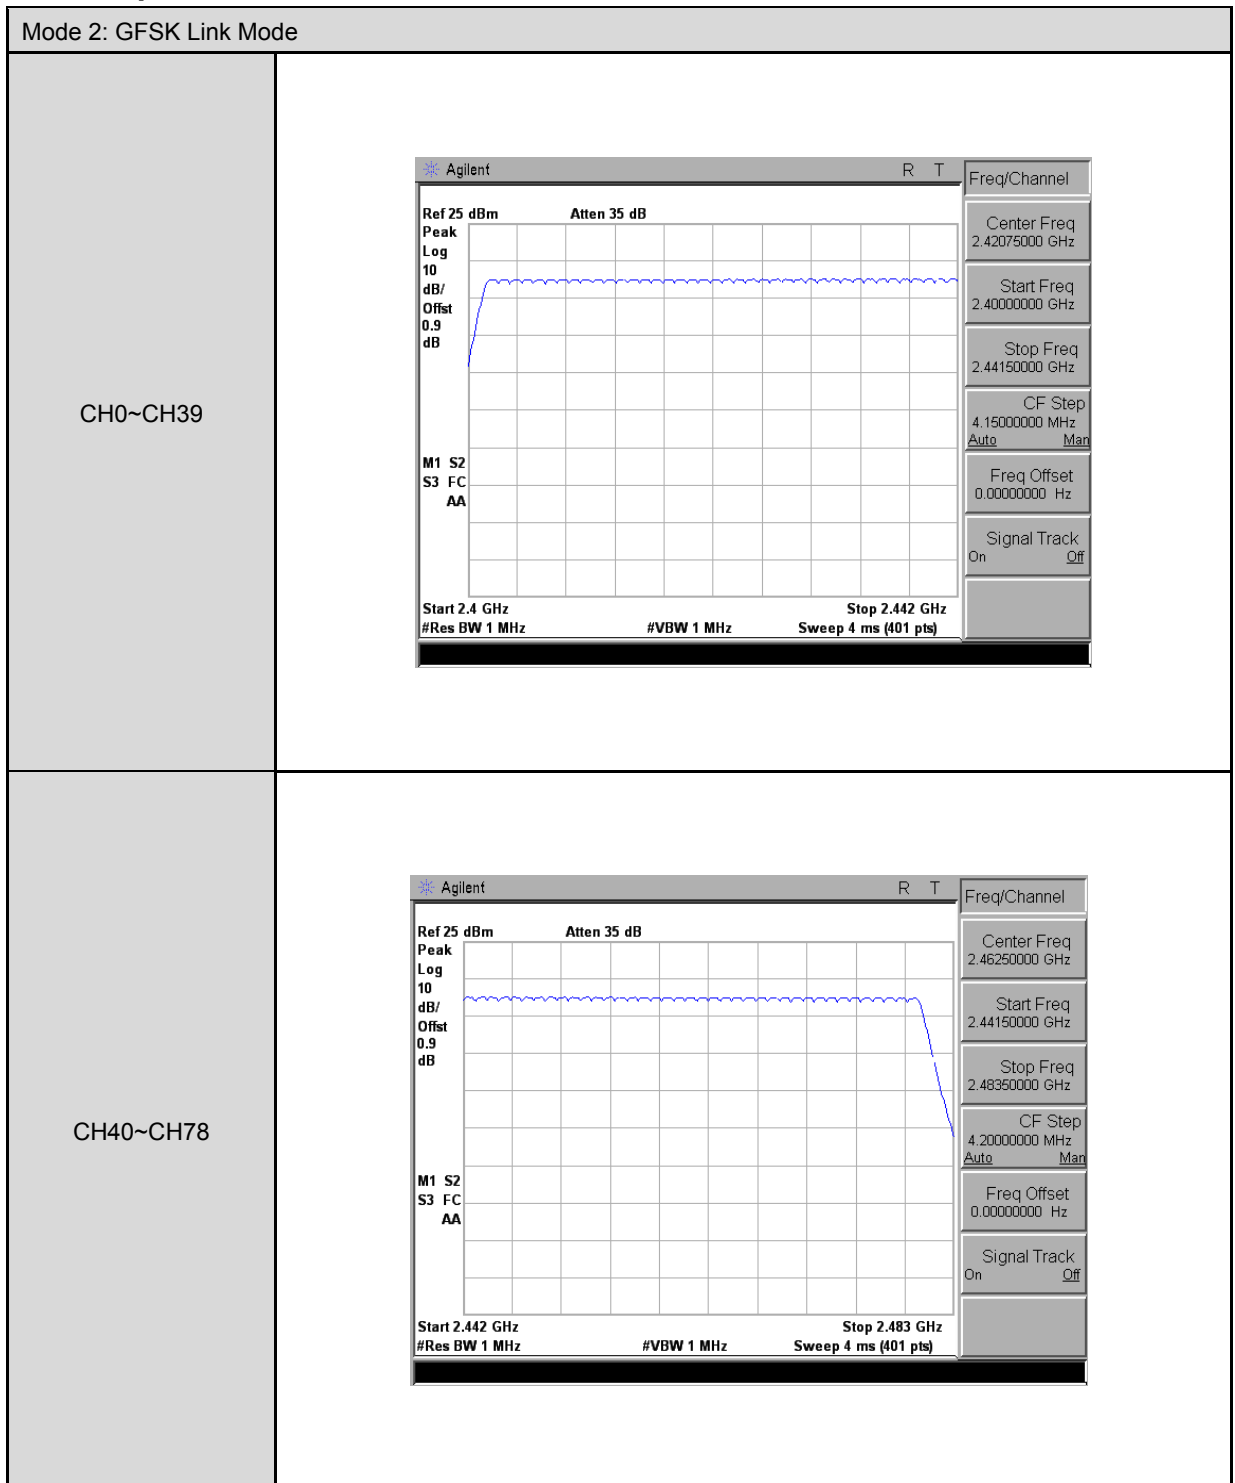 Mode 2: GFSK Link Mode
CH0~CH39
Agilent R T
Ref 25 dBm Atten 35 dB
Peak
Log
10
dB/
Offst
0.9
dB
M1 S2
S3 FC
AA
Start 2.4 GHz Stop 2.442 GHz
#Res BW 1 MHz #VBW 1 MHz Sweep 4 ms (401 pts)
Freq/Channel
Center Freq
2.42075000 GHz
Start Freq
2.40000000 GHz
Stop Freq
2.44150000 GHz
CF Step
4.15000000 MHz
Auto Man
Freq Offset
0.00000000 Hz
Signal Track
On Off
CH40~CH78
Agilent R T
Ref 25 dBm Atten 35 dB
Peak
Log
10
dB/
Offst
0.9
dB
M1 S2
S3 FC
AA
Start 2.442 GHz Stop 2.483 GHz
#Res BW 1 MHz #VBW 1 MHz Sweep 4 ms (401 pts)
Freq/Channel
Center Freq
2.46250000 GHz
Start Freq
2.44150000 GHz
Stop Freq
2.48350000 GHz
CF Step
4.20000000 MHz
Auto Man
Freq Offset
0.00000000 Hz
Signal Track
On Off